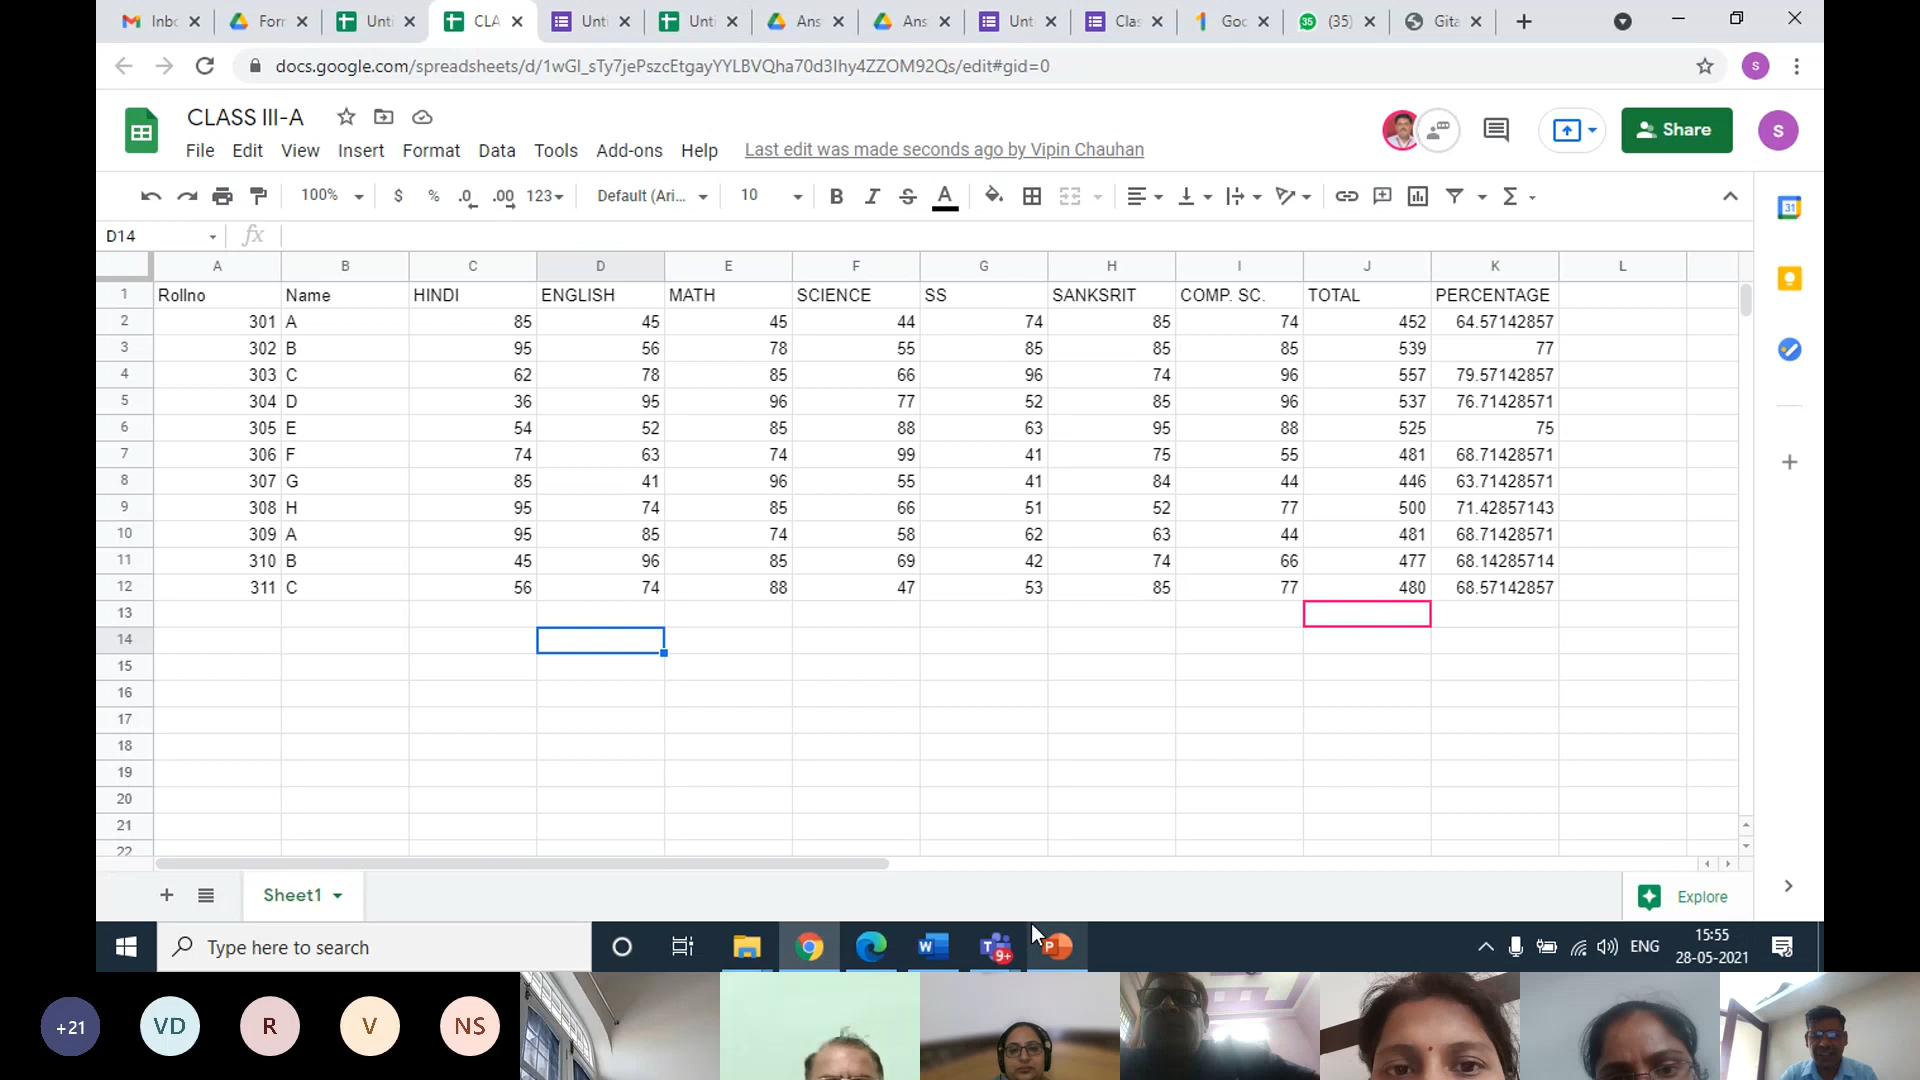 Inbo
Forr
Unti
CLA
Unti
Unti
Ans
Ans
Unt
Clas
Goo
35 (35)
Gita
docs.google.com/spreadsheets/d/1wGI_sTy7jePszcEtgayYYLBVQha70d3Ihy4ZZOM92Qs/edit#gid=0
S
CLASS III-A
File Edit View Insert Format Data Tools Add-ons Help Last edit was made seconds ago by Vipin Chauhan
Share
S
100% $ % .0 .00 123 Default (Ari... 10 B I S A Σ
31
D14 fx
A B C D E F G H I J K L
1 Rollno Name HINDI ENGLISH MATH SCIENCE SS SANKSRIT COMP. SC. TOTAL PERCENTAGE
2 301 A 85 45 45 44 74 85 74 452 64.57142857
3 302 B 95 56 78 55 85 85 85 539 77
4 303 C 62 78 85 66 96 74 96 557 79.57142857
5 304 D 36 95 96 77 52 85 96 537 76.71428571
6 305 E 54 52 85 88 63 95 88 525 75
7 306 F 74 63 74 99 41 75 55 481 68.71428571
8 307 G 85 41 96 55 41 84 44 446 63.71428571
9 308 H 95 74 85 66 51 52 77 500 71.42857143
10 309 A 95 85 74 58 62 63 44 481 68.71428571
11 310 B 45 96 85 69 42 74 66 477 68.14285714
12 311 C 56 74 88 47 53 85 77 480 68.57142857
13
14
15
16
17
18
19
20
21
22
Sheet1
Explore
Type here to search
W
T 9+
P
ENG
15:55
28-05-2021
+21 VD R V NS